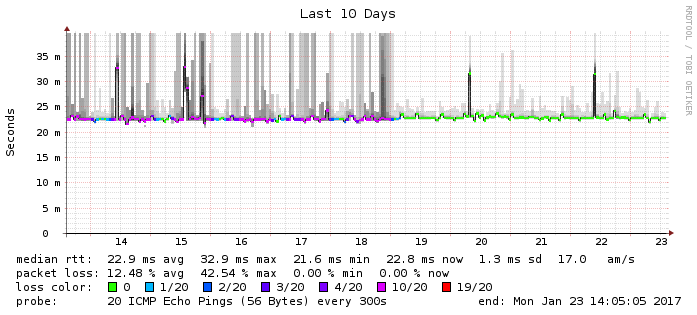 Last 10 Days
RRDTOOL / TOBI OETIKER
Seconds
35 m
30 m
25 m
20 m
15 m
10 m
5 m
0
14 15 16 17 18 19 20 21 22 23
median rtt: 22.9 ms avg 32.9 ms max 21.6 ms min 22.8 ms now 1.3 ms sd 17.0 am/s
packet loss: 12.48 % avg 42.54 % max 0.00 % min 0.00 % now
loss color: 0 1/20 2/20 3/20 4/20 10/20 19/20
probe: 20 ICMP Echo Pings (56 Bytes) every 300s end: Mon Jan 23 14:05:05 2017